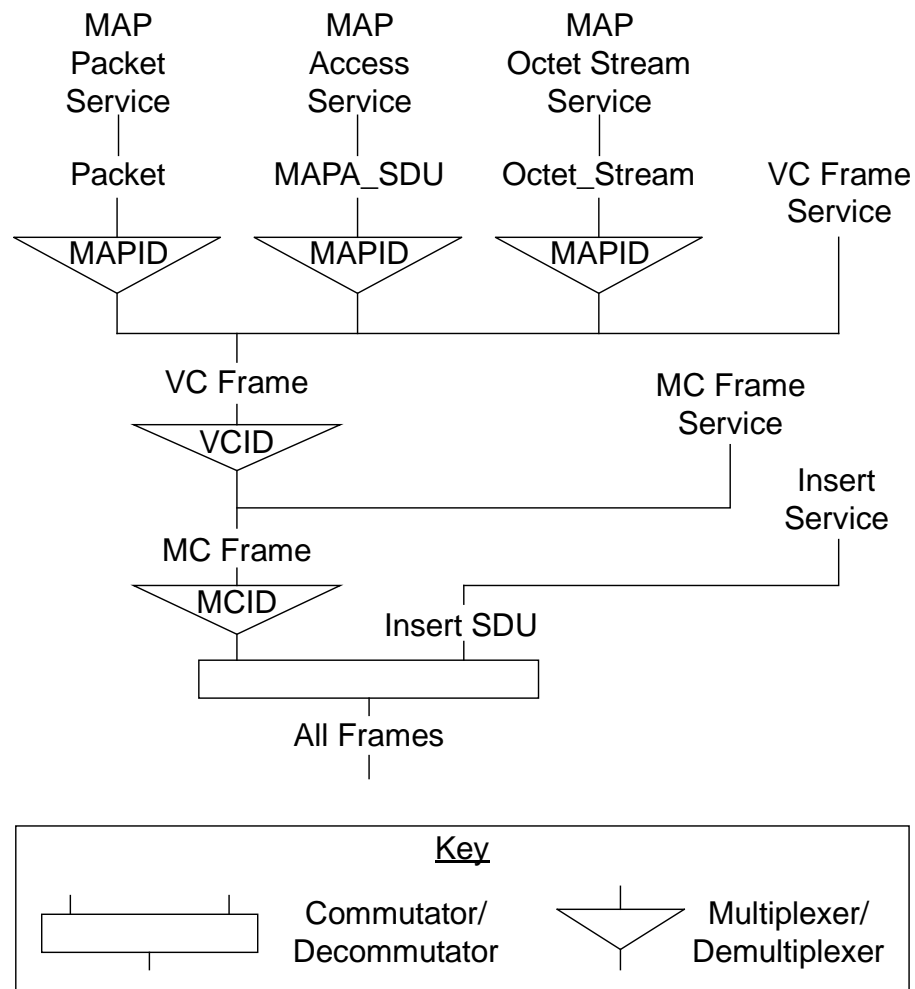 MAP
Packet
Service
MAP
Access
Service
MAP
Octet Stream
Service
Packet
MAPA_SDU
Octet_Stream
VC Frame
Service
MAPID
MAPID
MAPID
VC Frame
MC Frame
Service
VCID
Insert
Service
MC Frame
MCID
Insert SDU
All Frames
Key
Commutator/
Decommutator
Multiplexer/
Demultiplexer